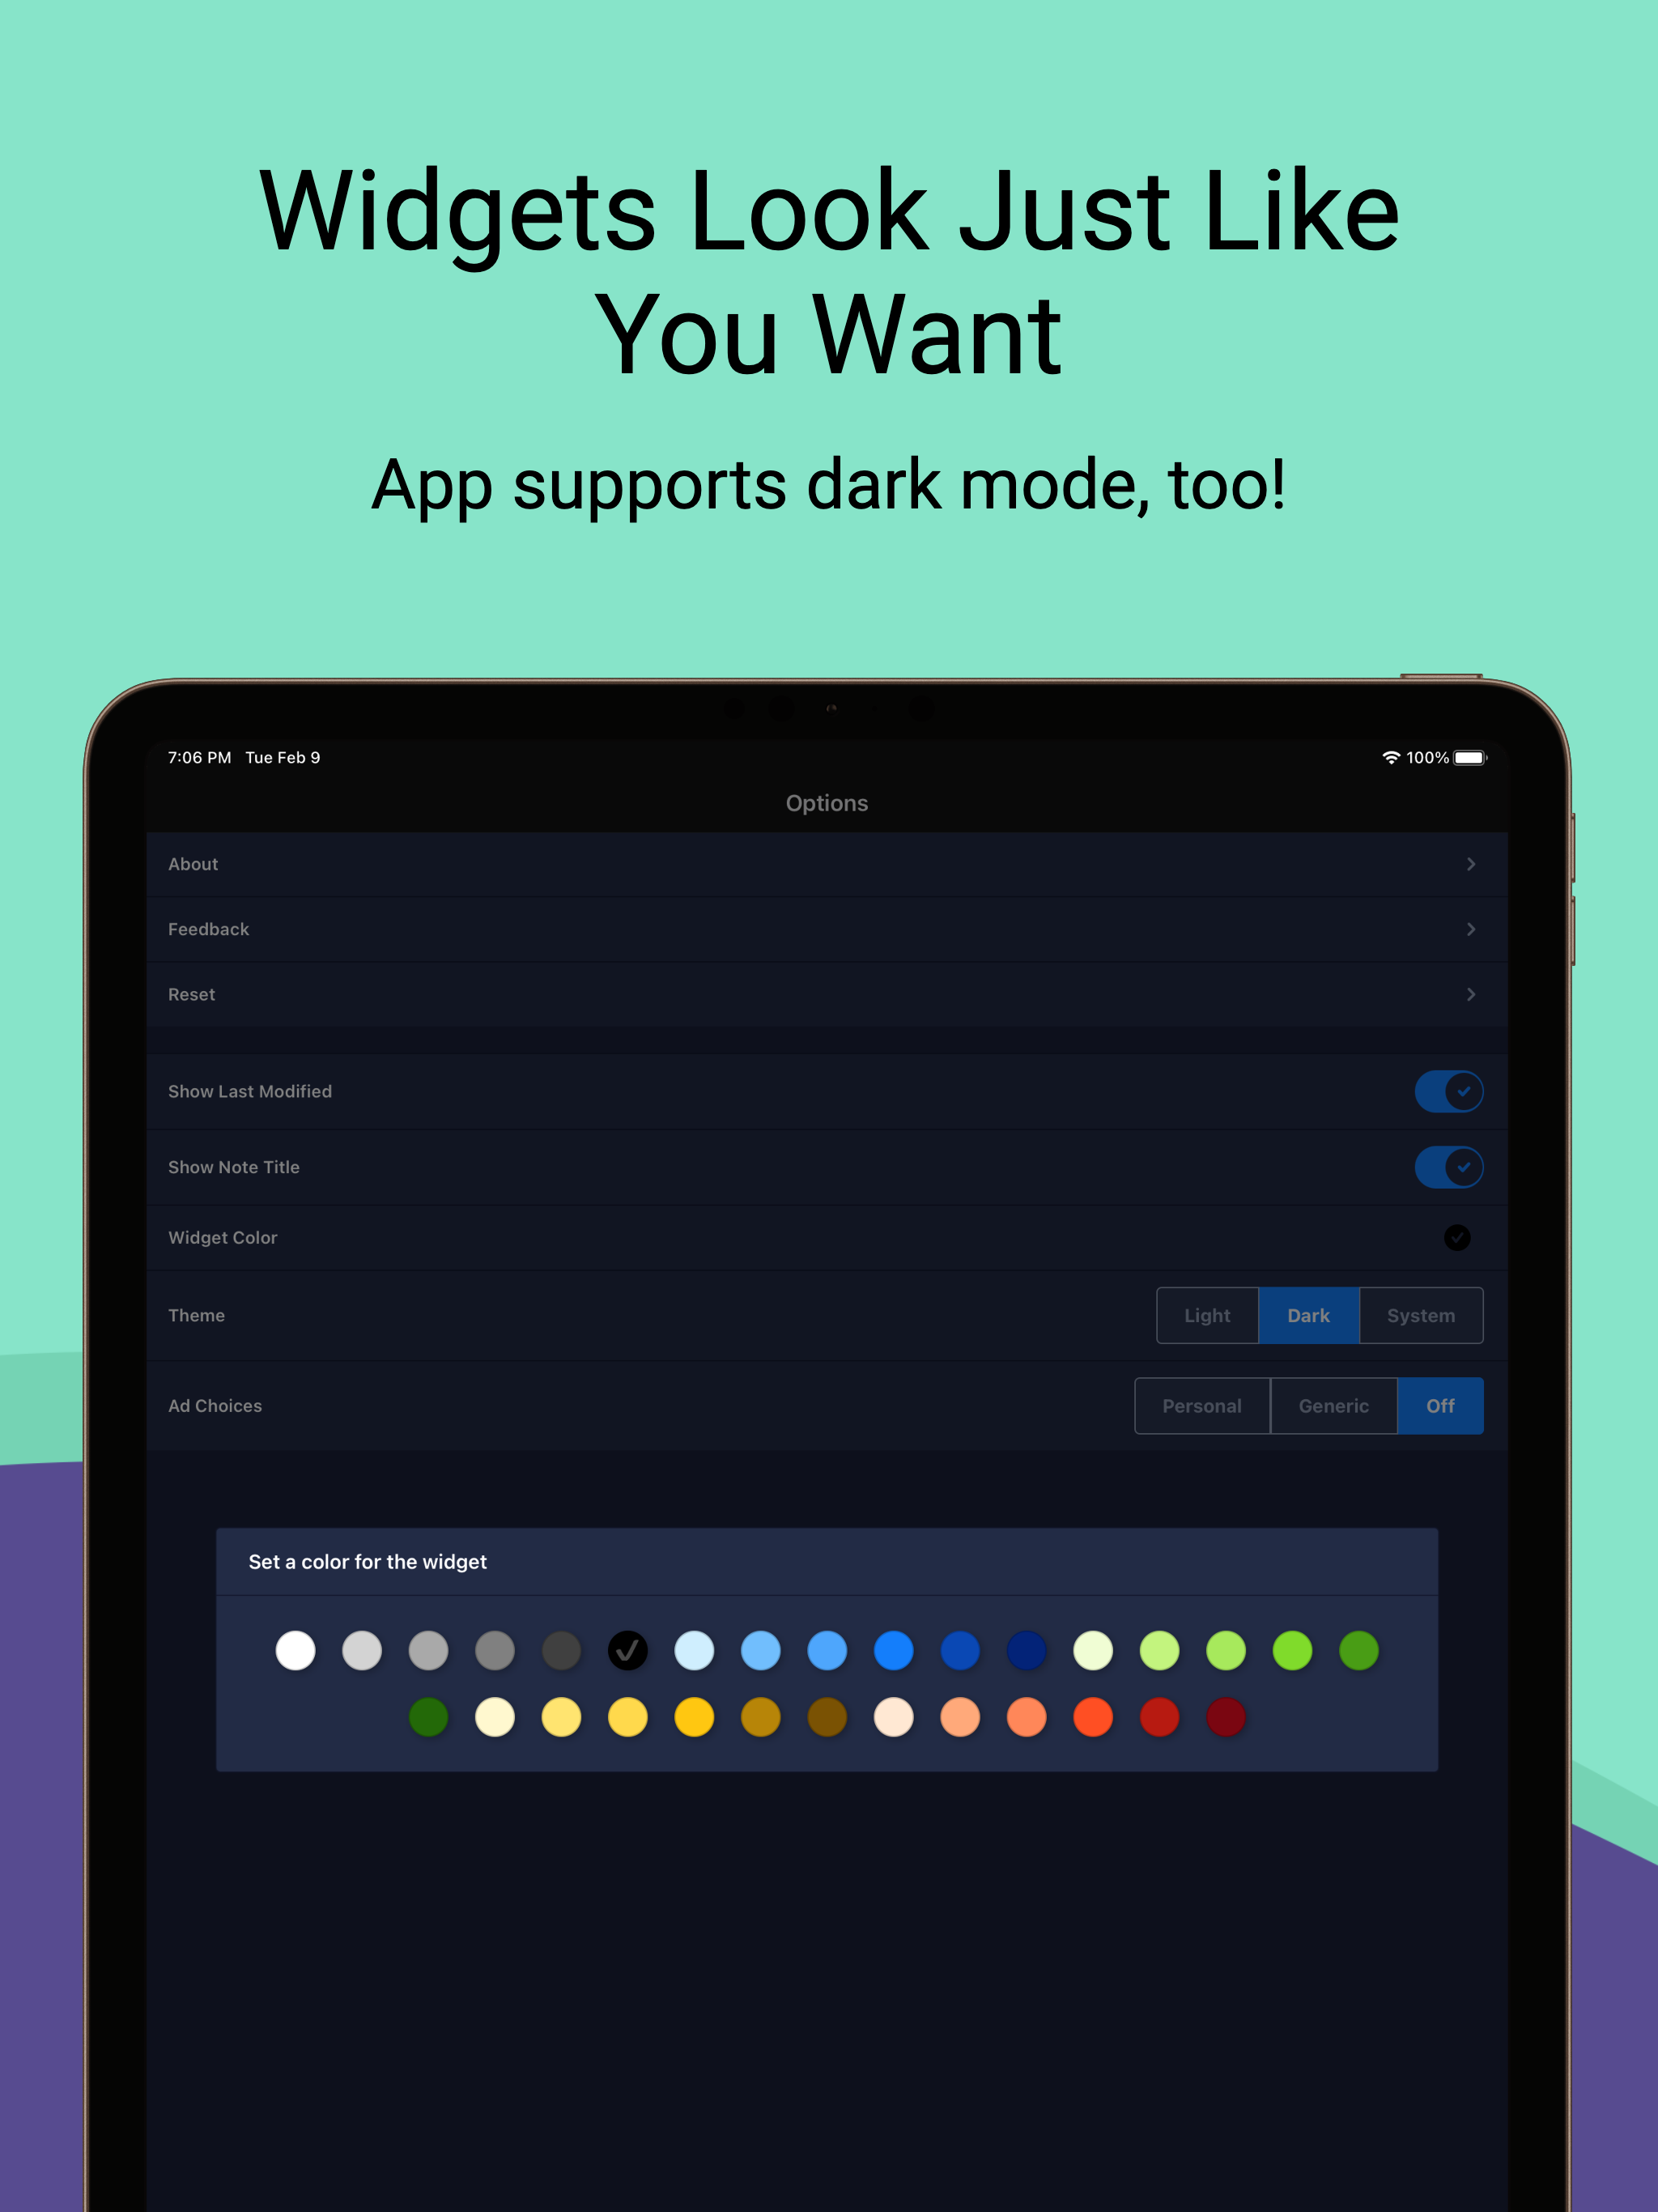 Widgets Look Just Like
You Want
App supports dark mode, too!
7:06 PM Tue Feb 9 100%
Options
About
Feedback
Reset
Show Last Modified
Show Note Title
Widget Color
Theme Light Dark System
Ad Choices Personal Generic Off
Set a color for the widget